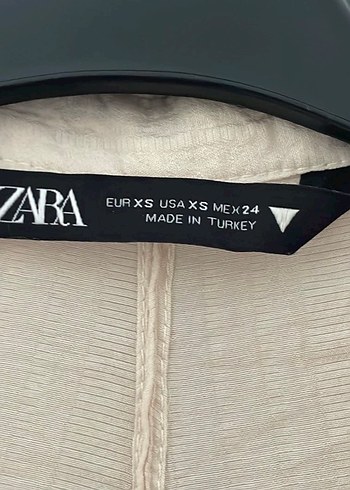 ZARA
EUR XS USA XS MEX 24
MADE IN TURKEY